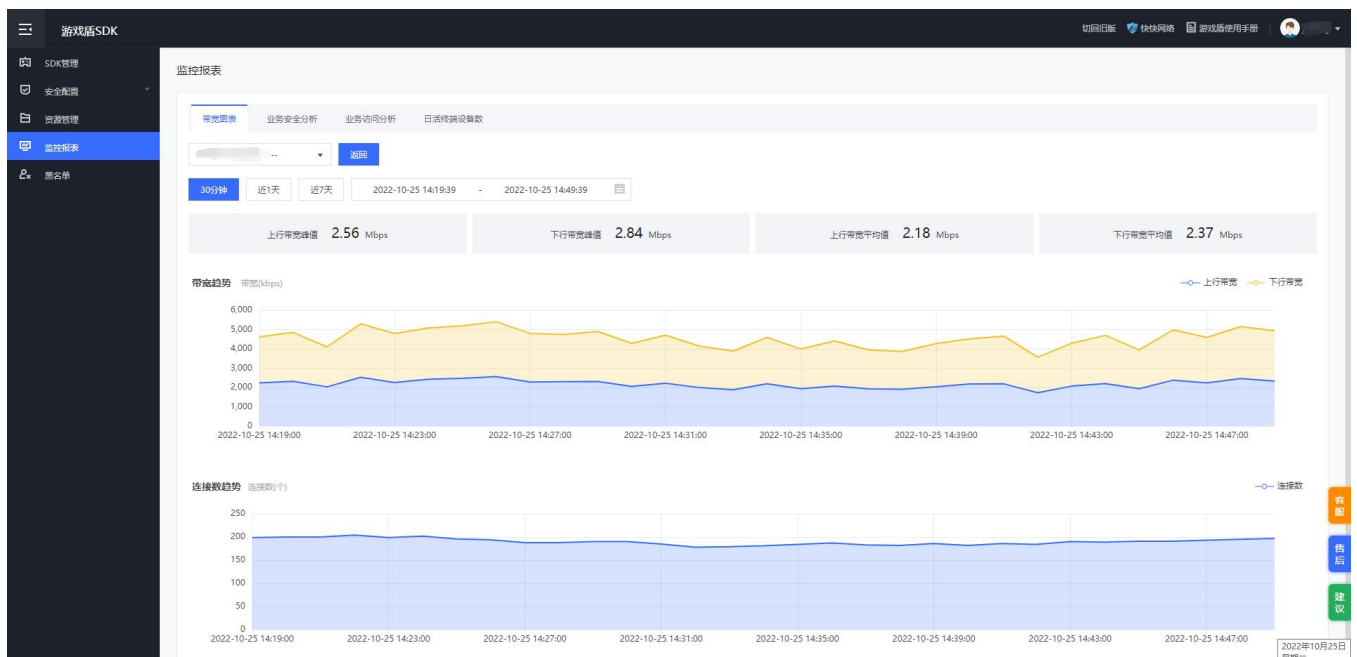 游戏盾SDK
切回旧版 快快网络 游戏盾使用手册
SDK管理
安全配置
资源管理
监控报表
黑名单
监控报表
带宽图表 业务安全分析 业务访问分析 日活终端设备数
-- 返回
30分钟 近1天 近7天 2022-10-25 14:19:39 - 2022-10-25 14:49:39
上行带宽峰值 2.56 Mbps 下行带宽峰值 2.84 Mbps 上行带宽平均值 2.18 Mbps 下行带宽平均值 2.37 Mbps
带宽趋势 带宽(kbps) 上行带宽 下行带宽
6,000
5,000
4,000
3,000
2,000
1,000
0
2022-10-25 14:19:00 2022-10-25 14:23:00 2022-10-25 14:27:00 2022-10-25 14:31:00 2022-10-25 14:35:00 2022-10-25 14:39:00 2022-10-25 14:43:00 2022-10-25 14:47:00
连接数趋势 连接数(个) 连接数
250
200
150
100
50
0
2022-10-25 14:19:00 2022-10-25 14:23:00 2022-10-25 14:27:00 2022-10-25 14:31:00 2022-10-25 14:35:00 2022-10-25 14:39:00 2022-10-25 14:43:00 2022-10-25 14:47:00
客服
售后
建议
2022年10月25日